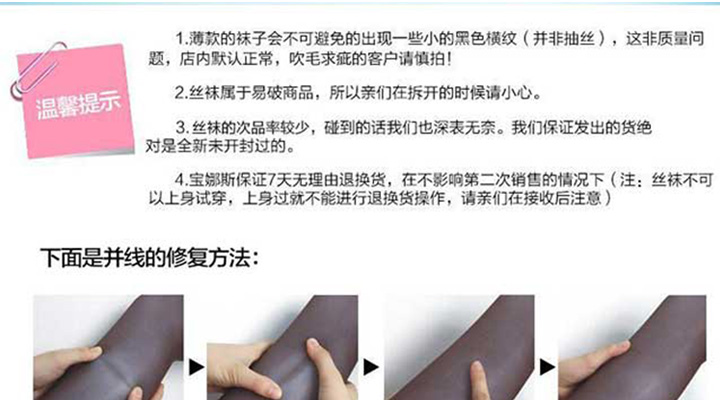 温馨提示
1.薄款的袜子会不可避免的出现一些小的黑色横纹（并非抽丝），这非质量问
题，店内默认正常，吹毛求疵的客户请慎拍！
2.丝袜属于易破商品，所以亲们在拆开的时候请小心。
3.丝袜的次品率较少，碰到的话我们也深表无奈。我们保证发出的货绝
对是全新未开封过的。
4.宝娜斯保证7天无理由退换货，在不影响第二次销售的情况下（注：丝袜不可
以上身试穿，上身过就不能进行退换货操作，请亲们在接收后注意）
下面是并线的修复方法：